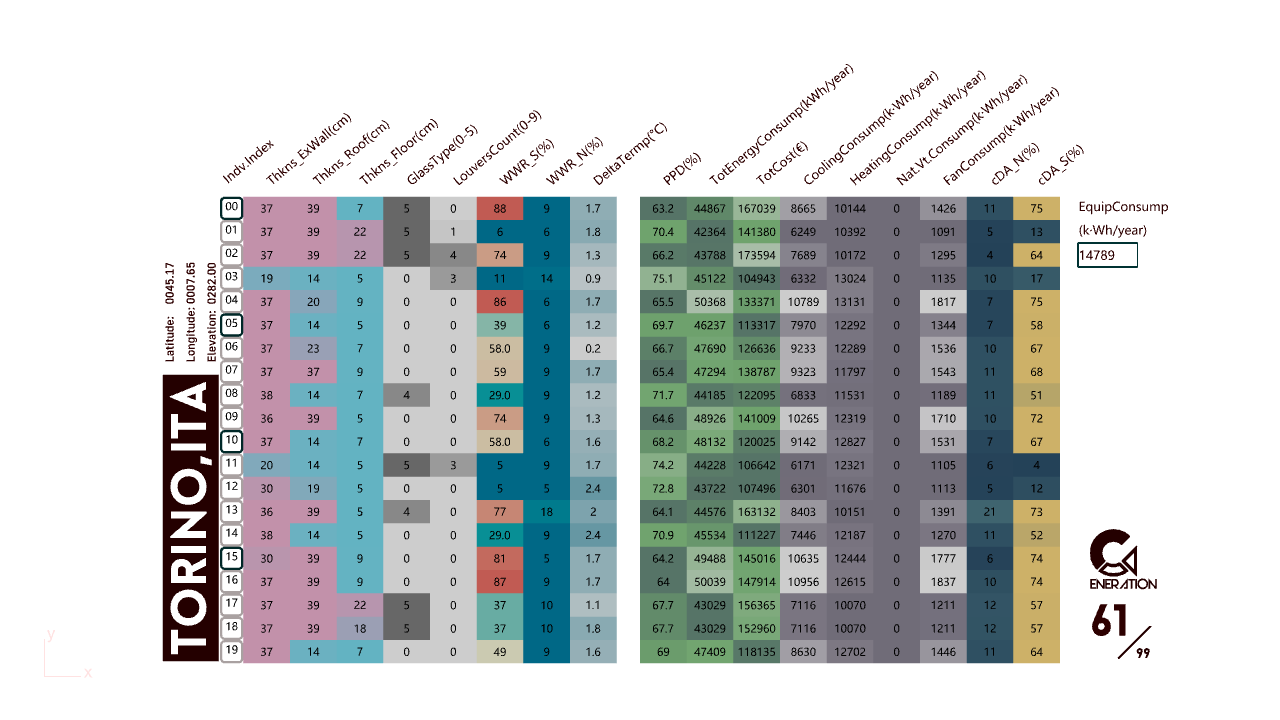 Indv.Index Thkns_ExWall(cm) Thkns_Roof(cm) Thkns_Floor(cm) GlassType(0-5) LouversCount(0-9) WWR_S(%) WWR_N(%) DeltaTermp(°C) PPD(%) TotEnergyConsump(kWh/year) TotCost(€) CoolingConsump(k·Wh/year) HeatingConsump(k·Wh/year) Nat.Vt.Consump(k·Wh/year) FanConsump(k·Wh/year) cDA_N(%) cDA_S(%)
00 37 39 7 5 0 88 9 1.7 63.2 44867 167039 8665 10144 0 1426 11 75
01 37 39 22 5 1 6 6 1.8 70.4 42364 141380 6249 10392 0 1091 5 13
02 37 39 22 5 4 74 9 1.3 66.2 43788 173594 7689 10172 0 1295 4 64
03 19 14 5 0 3 11 14 0.9 75.1 45122 104943 6332 13024 0 1135 10 17
04 37 20 9 0 0 86 6 1.7 65.5 50368 133371 10789 13131 0 1817 7 75
05 37 14 5 0 0 39 6 1.2 69.7 46237 113317 7970 12292 0 1344 7 58
06 37 23 7 0 0 58.0 9 0.2 66.7 47690 126636 9233 12289 0 1536 10 67
07 37 37 9 0 0 59 9 1.7 65.4 47294 138787 9323 11797 0 1543 11 68
08 38 14 7 4 0 29.0 9 1.2 71.7 44185 122095 6833 11531 0 1189 11 51
09 36 39 5 0 0 74 9 1.3 64.6 48926 141009 10265 12319 0 1710 10 72
10 37 14 7 0 0 58.0 6 1.6 68.2 48132 120025 9142 12827 0 1531 7 67
11 20 14 5 5 3 5 9 1.7 74.2 44228 106642 6171 12321 0 1105 6 4
12 30 19 5 0 0 5 5 2.4 72.8 43722 107496 6301 11676 0 1113 5 12
13 36 39 5 4 0 77 18 2 64.1 44576 163132 8403 10151 0 1391 21 73
14 38 14 5 0 0 29.0 9 2.4 70.9 45534 111227 7446 12187 0 1270 11 52
15 30 39 9 0 0 81 5 1.7 64.2 49488 145016 10635 12444 0 1777 6 74
16 37 39 9 0 0 87 9 1.7 64 50039 147914 10956 12615 0 1837 10 74
17 37 39 22 5 0 37 10 1.1 67.7 43029 156365 7116 10070 0 1211 12 57
18 37 39 18 5 0 37 10 1.8 67.7 43029 152960 7116 10070 0 1211 12 57
19 37 14 7 0 0 49 9 1.6 69 47409 118135 8630 12702 0 1446 11 64
Latitude: 0045.17
Longitude: 0007.65
Elevation: 0282.00
TORINO,ITA
EquipConsump
(k·Wh/year)
14789
GENERATION
61/99
y
x